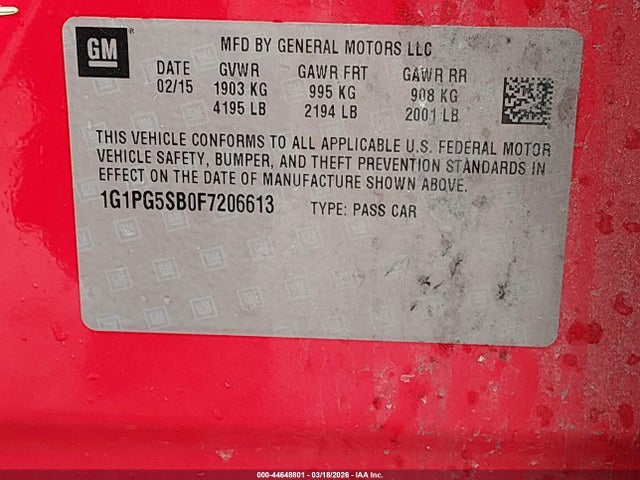 GM
MFD BY GENERAL MOTORS LLC
DATE GVWR GAWR FRT GAWR RR
02/15 1903 KG 995 KG 908 KG
4195 LB 2194 LB 2001 LB
THIS VEHICLE CONFORMS TO ALL APPLICABLE U.S. FEDERAL MOTOR
VEHICLE SAFETY, BUMPER, AND THEFT PREVENTION STANDARDS IN
EFFECT ON THE DATE OF MANUFACTURE SHOWN ABOVE.
1G1PG5SB0F7206613 TYPE: PASS CAR
000-44648801 - 03/18/2026 - IAA Inc.